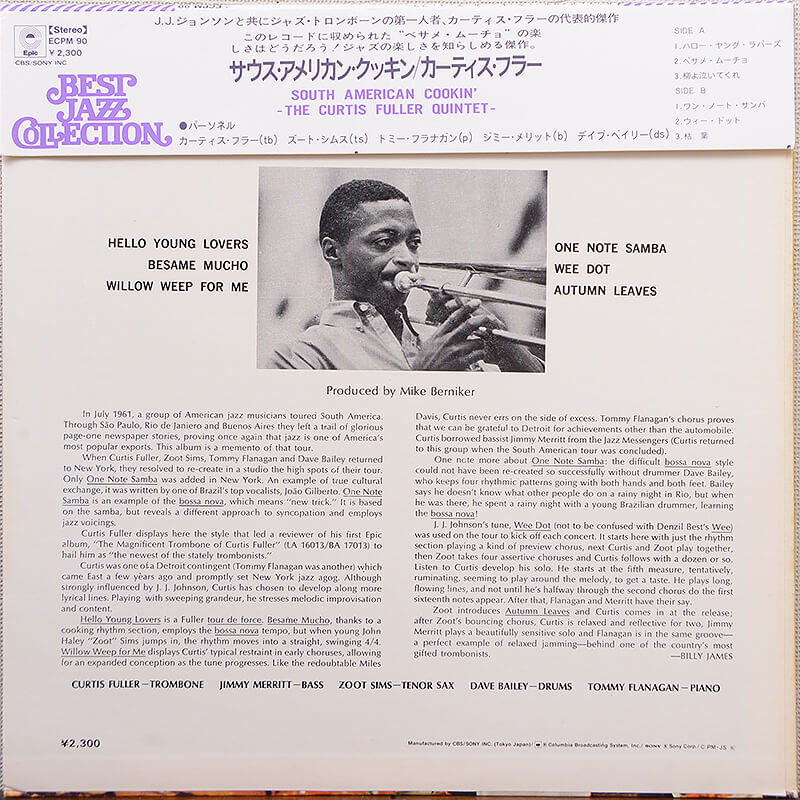 J.J.ジョンソンと共にジャズ・トロンボーンの第一人者、カーティス・フラーの代表的傑作
このレコードに収められた“ベサメ・ムーチョ”の楽
しさはどうだろう!ジャズの楽しさを知らしめる傑作。
サウス・アメリカン・クッキン/カーティス・フラー
SOUTH AMERICAN COOKIN'
-THE CURTIS FULLER QUINTET-
●パーソネル
カーティス・フラー(tb) ズート・シムス(ts) トミー・フラナガン(p) ジミー・メリット(b) デイブ・ベイリー(ds)
Epic
【Stereo】
ECPM 90
¥2,300
CBS/SONY INC
BEST
JAZZ
COLLECTION
SIDE A
1.ハロー・ヤング・ラバーズ
2.ベサメ・ムーチョ
3.柳よ泣いてくれ
SIDE B
1.ワン・ノート・サンバ
2.ウィー・ドット
3.枯葉
HELLO YOUNG LOVERS
BESAME MUCHO
WILLOW WEEP FOR ME
ONE NOTE SAMBA
WEE DOT
AUTUMN LEAVES
Produced by Mike Berniker
In July 1961, a group of American jazz musicians toured South America.
Through São Paulo, Rio de Janiero and Buenos Aires they left a trail of glorious
page-one newspaper stories, proving once again that jazz is one of America's
most popular exports. This album is a memento of that tour.
When Curtis Fuller, Zoot Sims, Tommy Flanagan and Dave Bailey returned
to New York, they resolved to re-create in a studio the high spots of their tour.
Only One Note Samba was added in New York. An example of true cultural
exchange, it was written by one of Brazil's top vocalists, João Gilberto. One Note
Samba is an example of the bossa nova, which means "new trick." It is based
on the samba, but reveals a different approach to syncopation and employs
jazz voicings.
Curtis Fuller displays here the style that led a reviewer of his first Epic
album, "The Magnificent Trombone of Curtis Fuller" (LA 16013/BA 17013) to
hail him as "the newest of the stately trombonists."
Curtis was one of a Detroit contingent (Tommy Flanagan was another) which
came East a few years ago and promptly set New York jazz agog. Although
strongly influenced by J. J. Johnson, Curtis has chosen to develop along more
lyrical lines. Playing with sweeping grandeur, he stresses melodic improvisation
and content.
Hello Young Lovers is a Fuller tour de force. Besame Mucho, thanks to a
cooking rhythm section, employs the bossa nova tempo, but when young John
Haley "Zoot" Sims jumps in, the rhythm moves into a straight, swinging 4/4.
Willow Weep for Me displays Curtis' typical restraint in early choruses, allowing
for an expanded conception as the tune progresses. Like the redoubtable Miles
Davis, Curtis never errs on the side of excess. Tommy Flanagan's chorus proves
that we can be grateful to Detroit for achievements other than the automobile.
Curtis borrowed bassist Jimmy Merritt from the Jazz Messengers (Curtis returned
to this group when the South American tour was concluded).
One note more about One Note Samba: the difficult bossa nova style
could not have been re-created so successfully without drummer Dave Bailey,
who keeps four rhythmic patterns going with both hands and both feet. Bailey
says he doesn't know what other people do on a rainy night in Rio, but when
he was there, he spent a rainy night with a young Brazilian drummer, learning
the bossa nova!
J. J. Johnson's tune, Wee Dot (not to be confused with Denzil Best's Wee)
was used on the tour to kick off each concert. It starts here with just the rhythm
section playing a kind of preview chorus, next Curtis and Zoot play together,
then Zoot takes four assertive choruses and Curtis follows with a dozen or so.
Listen to Curtis develop his solo. He starts at the fifth measure, tentatively,
ruminating, seeming to play around the melody, to get a taste. He plays long,
flowing lines, and not until he's halfway through the second chorus do the first
sixteenth notes appear. After that, Flanagan and Merritt have their say.
Zoot introduces Autumn Leaves and Curtis comes in at the release;
after Zoot's bouncing chorus, Curtis is relaxed and reflective for two, Jimmy
Merritt plays a beautifully sensitive solo and Flanagan is in the same groove—
a perfect example of relaxed jamming—behind one of the country's most
gifted trombonists.
—BILLY JAMES
CURTIS FULLER—TROMBONE JIMMY MERRITT—BASS ZOOT SIMS—TENOR SAX DAVE BAILEY—DRUMS TOMMY FLANAGAN—PIANO
¥2,300
Manufactured by CBS/SONY INC. (Tokyo Japan)/ ® Columbia Broadcasting System, Inc./ SONY ® Sony Corp./